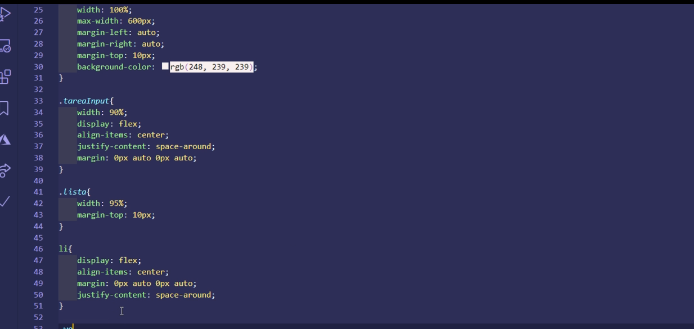 25 width: 100%;
26 max-width: 600px;
27 margin-left: auto;
28 margin-right: auto;
29 margin-top: 10px;
30 background-color: rgb(248, 239, 239);
31 }
32
33 .tareaInput{
34 width: 90%;
35 display: flex;
36 align-items: center;
37 justify-content: space-around;
38 margin: 0px auto 0px auto;
39 }
40
41 .lista{
42 width: 95%;
43 margin-top: 10px;
44 }
45
46 li{
47 display: flex;
48 align-items: center;
49 margin: 0px auto 0px auto;
50 justify-content: space-around;
51 }
52
53